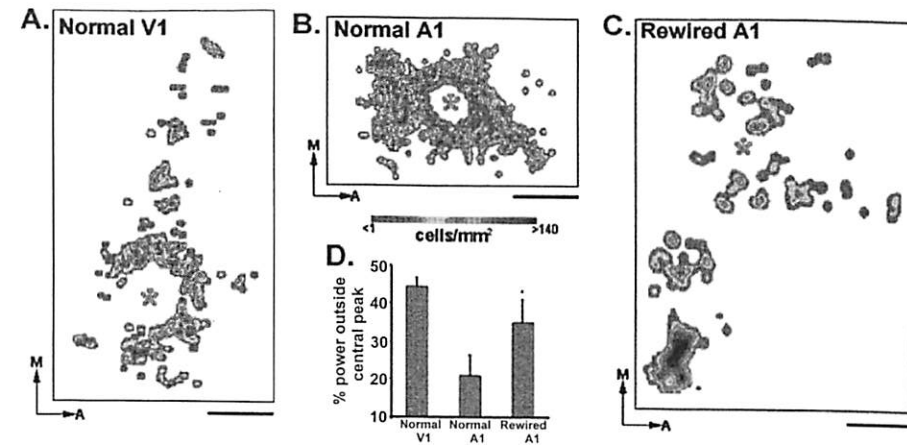 A. Normal V1
M
A
B. Normal A1
M
A
<1 >140
cells/mm²
D.
% power outside
central peak
50
40
30
20
10
Normal
V1
Normal
A1
Rewired
A1
*
C. Rewired A1
M
A